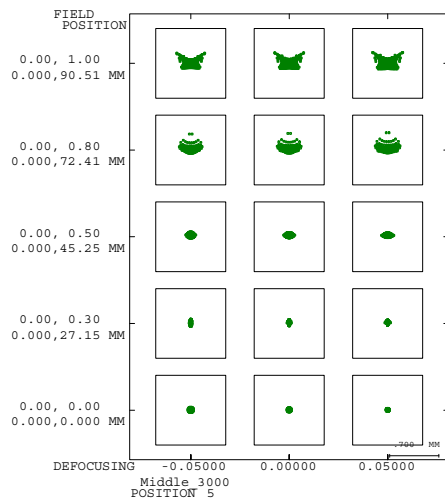 FIELD
POSITION
0.00, 1.00
0.000,90.51 MM
0.00, 0.80
0.000,72.41 MM
0.00, 0.50
0.000,45.25 MM
0.00, 0.30
0.000,27.15 MM
0.00, 0.00
0.000,0.000 MM
.700 MM
DEFOCUSING -0.05000 0.00000 0.05000
Middle_3000
POSITION 5